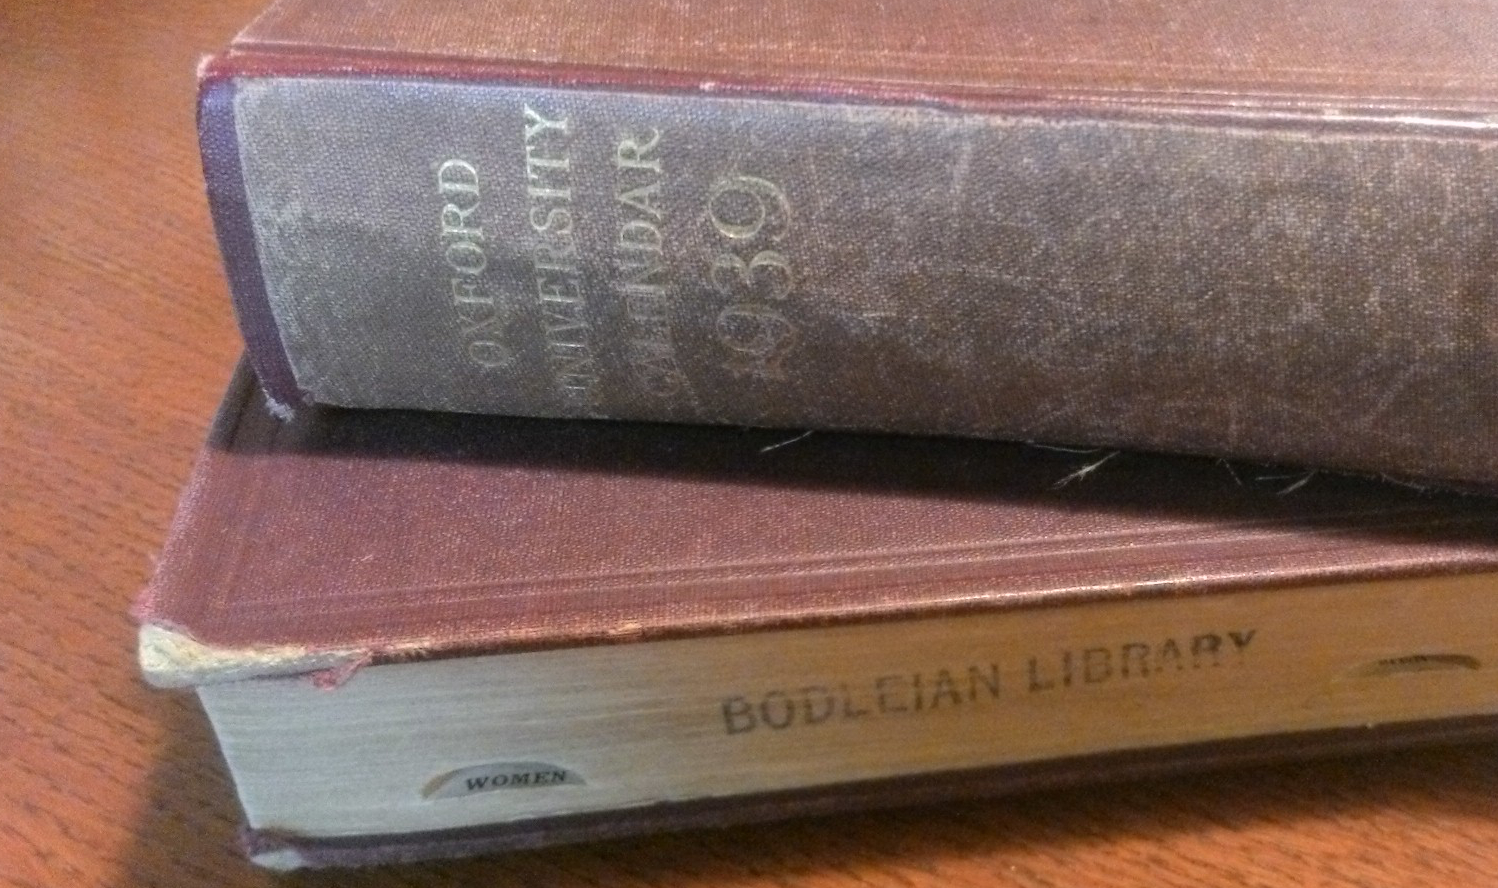 OXFORD
UNIVERSITY
CALENDAR
1939
BODLEIAN LIBRARY
WOMEN